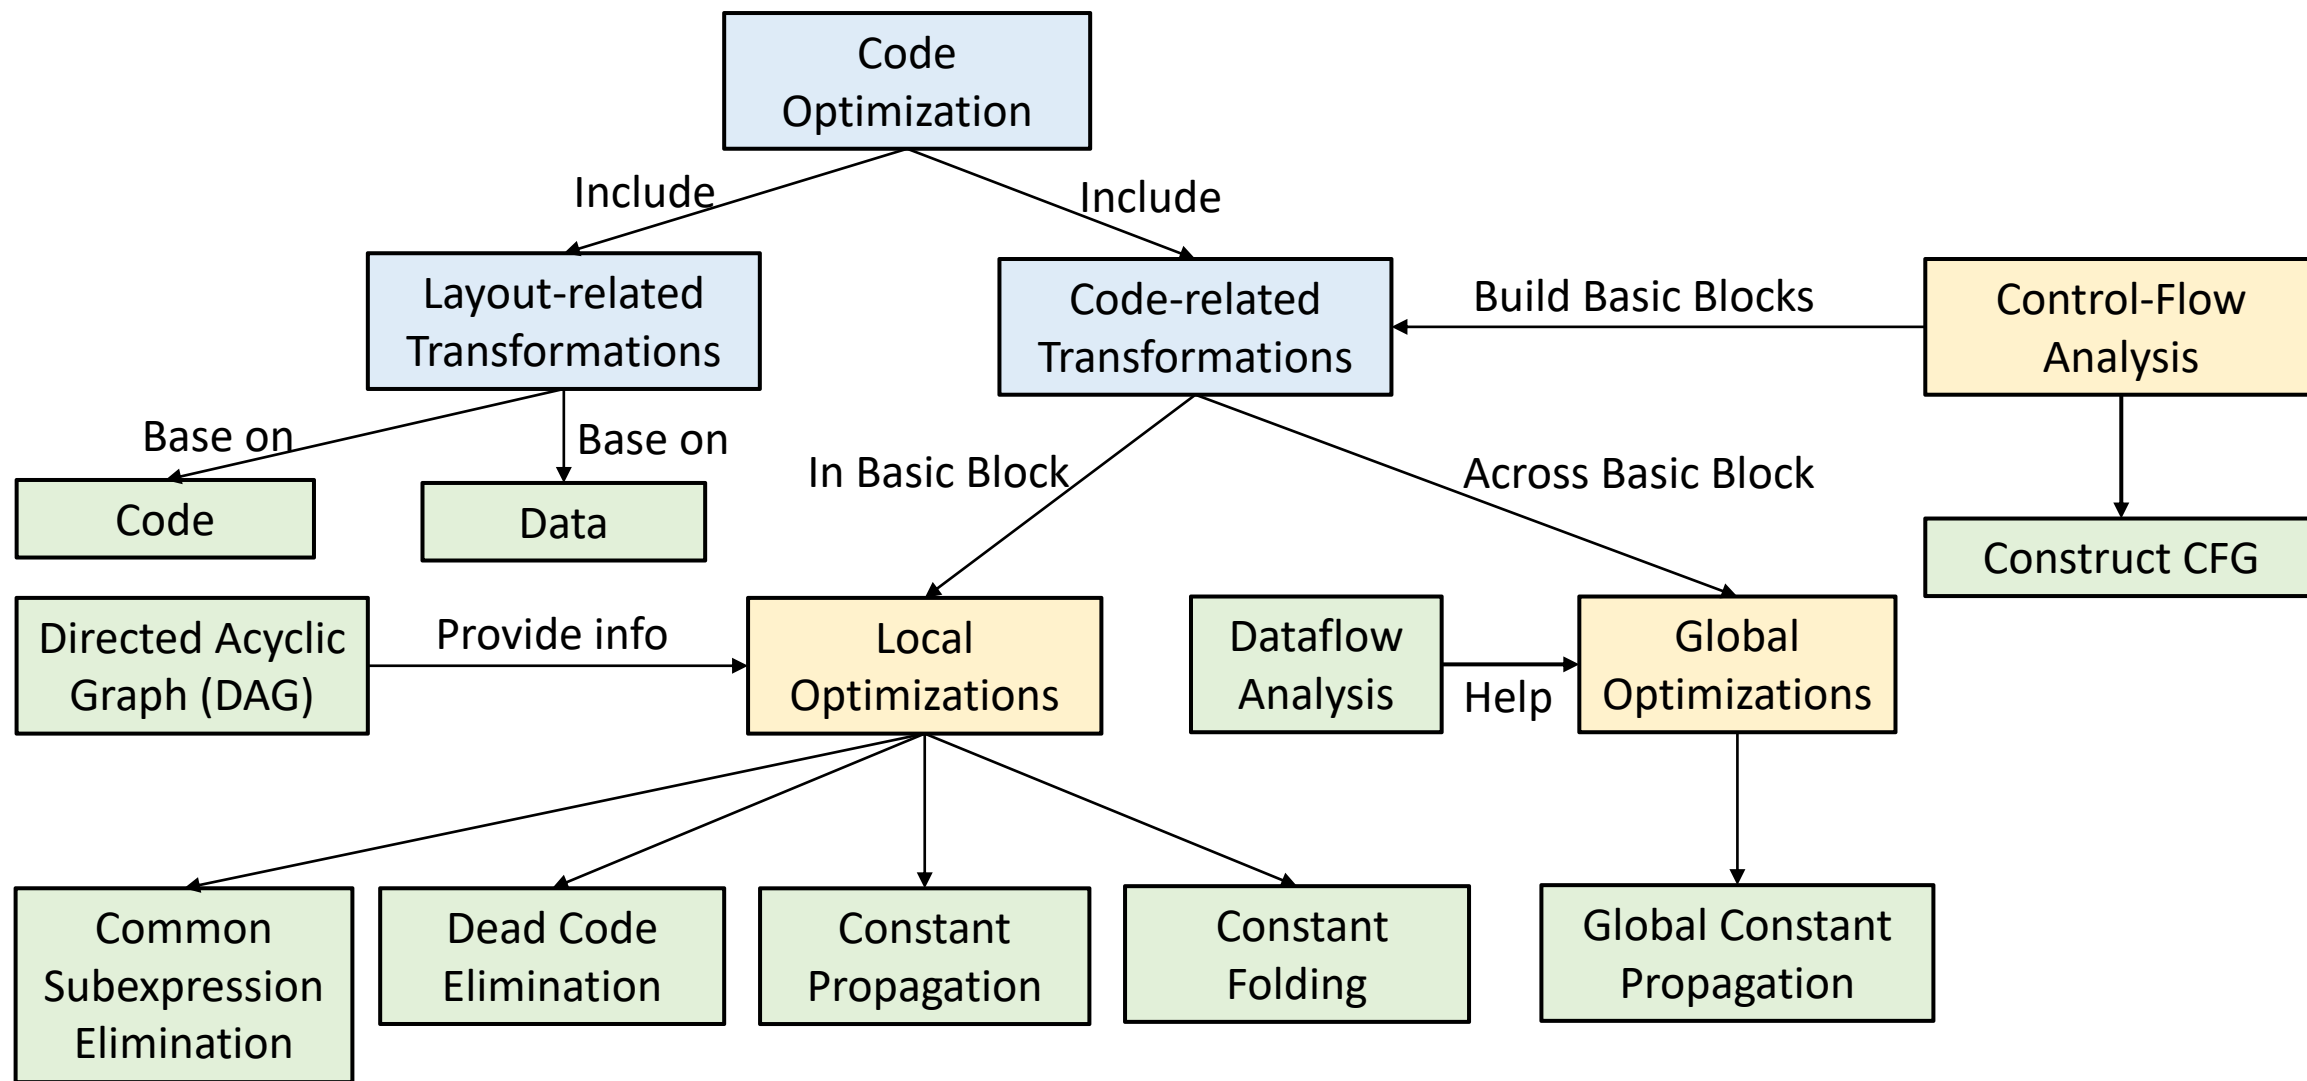 Code
Optimization
Include
Include
Layout-related
Transformations
Code-related
Transformations
Build Basic Blocks
Control-Flow
Analysis
Base on
Base on
In Basic Block
Across Basic Block
Code
Data
Construct CFG
Directed Acyclic
Graph (DAG)
Provide info
Local
Optimizations
Dataflow
Analysis
Help
Global
Optimizations
Common
Subexpression
Elimination
Dead Code
Elimination
Constant
Propagation
Constant
Folding
Global Constant
Propagation